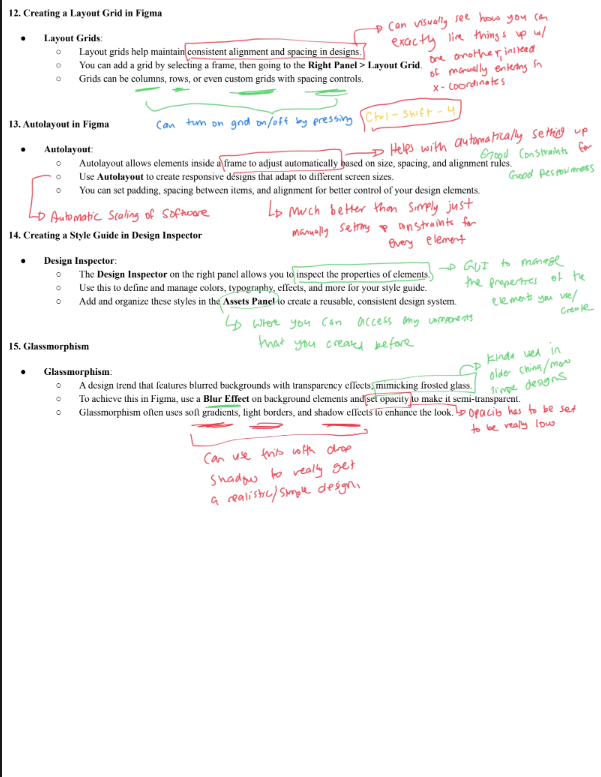 12. Creating a Layout Grid in Figma
● Layout Grids:
○ Layout grids help maintain consistent alignment and spacing in designs.
○ You can add a grid by selecting a frame, then going to the Right Panel > Layout Grid.
○ Grids can be columns, rows, or even custom grids with spacing controls.
Can visually see how you can
exactly line things up w/
one another, instead
of manually entering in
x-coordinates
Can turn on grid on/off by pressing Ctrl - Shift - 4
13. Autolayout in Figma
● Autolayout:
○ Autolayout allows elements inside a frame to adjust automatically based on size, spacing, and alignment rules.
○ Use Autolayout to create responsive designs that adapt to different screen sizes.
○ You can set padding, spacing between items, and alignment for better control of your design elements.
Helps with automatically setting up
Good Constraints for
Good Responsiveness
Automatic Scaling of Software
Much better than simply just
manually setting constraints for
every element
14. Creating a Style Guide in Design Inspector
● Design Inspector:
○ The Design Inspector on the right panel allows you to inspect the properties of elements.
○ Use this to define and manage colors, typography, effects, and more for your style guide.
○ Add and organize these styles in the Assets Panel to create a reusable, consistent design system.
GUI to manage
the properties of the
elements you use/
create
Where you can access any components
that you created before
15. Glassmorphism
● Glassmorphism:
○ A design trend that features blurred backgrounds with transparency effects, mimicking frosted glass.
○ To achieve this in Figma, use a Blur Effect on background elements and set opacity to make it semi-transparent.
○ Glassmorphism often uses soft gradients, light borders, and shadow effects to enhance the look.
Kinda used in
older /more
simple designs
Opacity has to be set
to be really low
Can use this with drop
shadow to really get
a realistic/simple design.